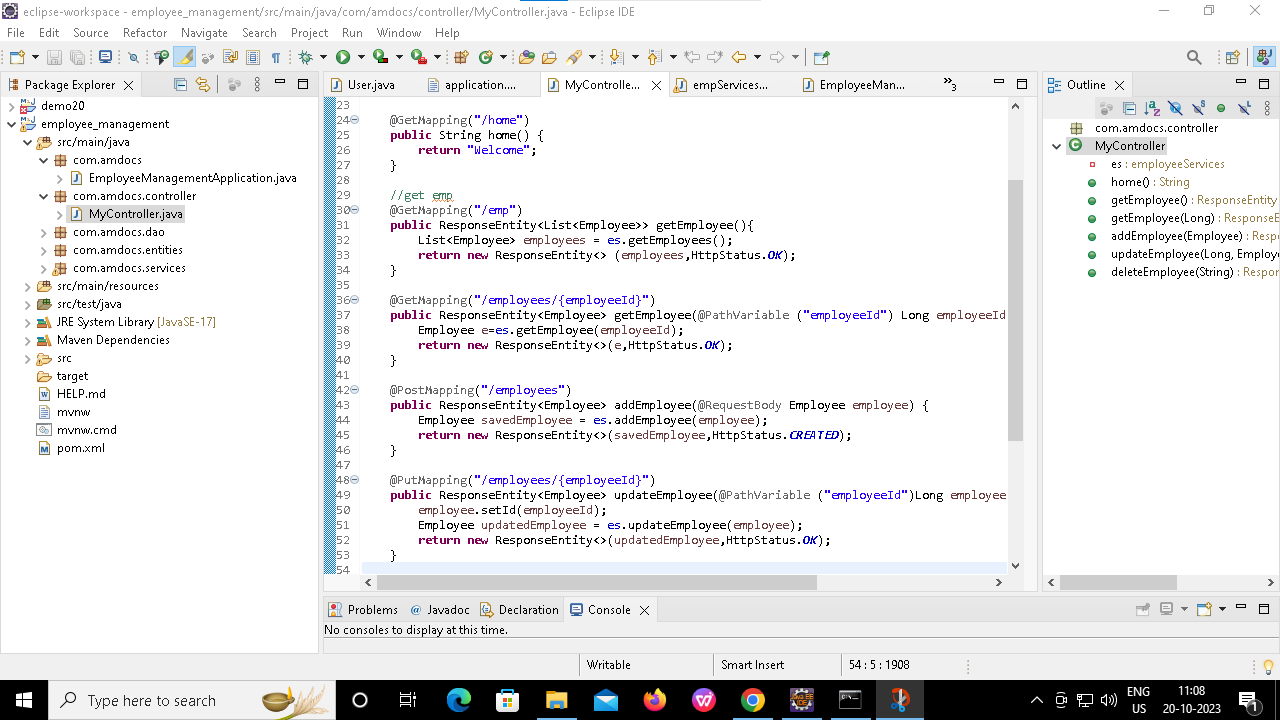 eclipse-workspace - employee_management/src/main/java/com/amdocs/controller/MyController.java - Eclipse IDE
File Edit Source Refactor Navigate Search Project Run Window Help
Package Explorer
demo20
employee_management
src/main/java
com.amdocs
EmployeeManagementApplication.java
com.amdocs.controller
MyController.java
com.amdocs.dao
com.amdocs.entities
com.amdocs.services
src/main/resources
src/test/java
JRE System Library [JavaSE-17]
Maven Dependencies
src
target
HELP.md
mvnw
mvnw.cmd
pom.xml
User.java application.... MyControlle... empServices... EmployeeMan... »3
23
24 @GetMapping("/home")
25 public String home() {
26 return "Welcome";
27 }
28
29 //get emp
30 @GetMapping("/emp")
31 public ResponseEntity<List<Employee>> getEmployee(){
32 List<Employee> employees = es.getEmployees();
33 return new ResponseEntity<> (employees,HttpStatus.OK);
34 }
35
36 @GetMapping("/employees/{employeeId}")
37 public ResponseEntity<Employee> getEmployee(@PathVariable ("employeeId") Long employeeId
38 Employee e=es.getEmployee(employeeId);
39 return new ResponseEntity<>(e,HttpStatus.OK);
40 }
41
42 @PostMapping("/employees")
43 public ResponseEntity<Employee> addEmployee(@RequestBody Employee employee) {
44 Employee savedEmployee = es.addEmployee(employee);
45 return new ResponseEntity<>(savedEmployee,HttpStatus.CREATED);
46 }
47
48 @PutMapping("/employees/{employeeId}")
49 public ResponseEntity<Employee> updateEmployee(@PathVariable ("employeeId")Long employee
50 employee.setId(employeeId);
51 Employee updatedEmployee = es.updateEmployee(employee);
52 return new ResponseEntity<>(updatedEmployee,HttpStatus.OK);
53 }
54
Outline
com.amdocs.controller
MyController
es : employeeServices
home() : String
getEmployee() : ResponseEntity
getEmployee(Long) : ResponseE
addEmployee(Employee) : Respon
updateEmployee(Long, Employe
deleteEmployee(String) : Respon
Problems Javadoc Declaration Console
No consoles to display at this time.
Writable Smart Insert 54 : 5 : 1908
Type here to search
ENG
US
11:08
20-10-2023
1